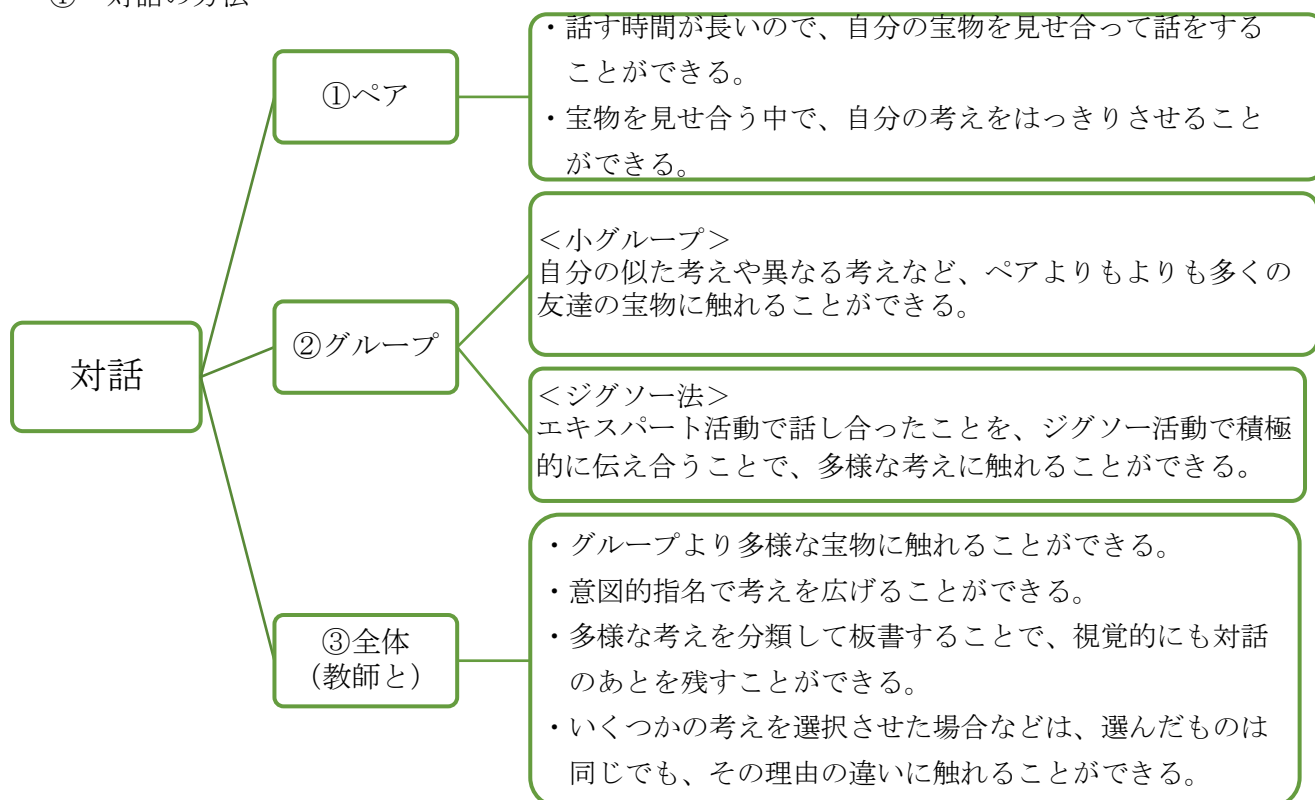 対話の方法
対話
①ペア
・話す時間が長いので、自分の宝物を見せ合って話をする
ことができる。
・宝物を見せ合う中で、自分の考えをはっきりさせること
ができる。
②グループ
＜小グループ＞
自分の似た考えや異なる考えなど、ペアよりもよりも多くの
友達の宝物に触れることができる。
＜ジグソー法＞
エキスパート活動で話し合ったことを、ジグソー活動で積極
的に伝え合うことで、多様な考えに触れることができる。
③全体
（教師と）
・グループより多様な宝物に触れることができる。
・意図的指名で考えを広げることができる。
・多様な考えを分類して板書することで、視覚的にも対話
のあとを残すことができる。
・いくつかの考えを選択させた場合などは、選んだものは
同じでも、その理由の違いに触れることができる。